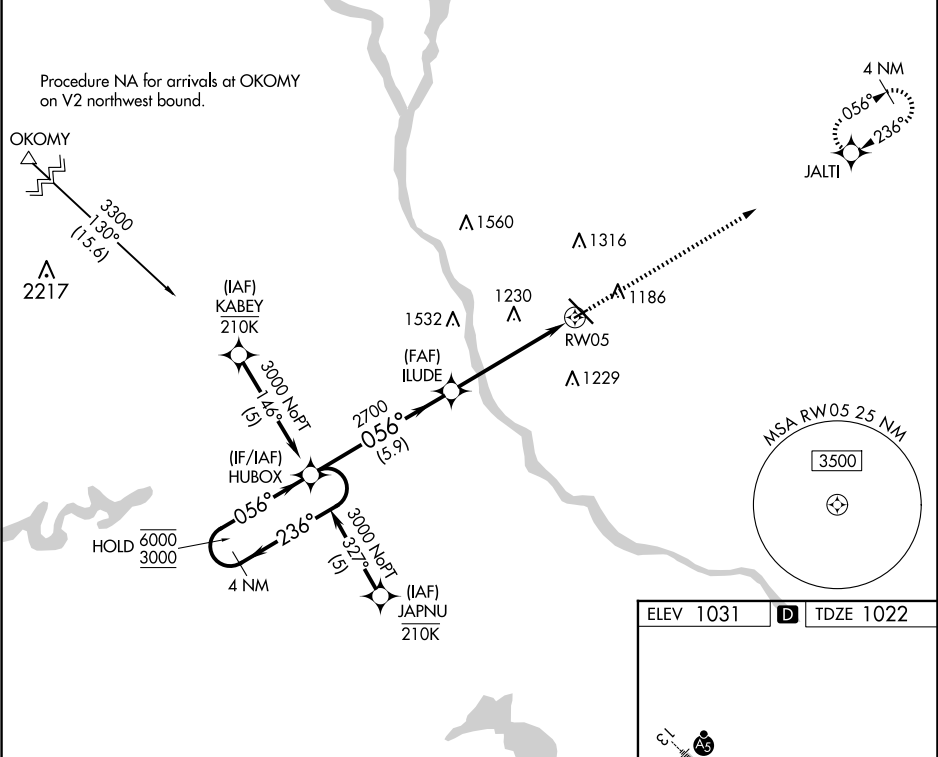 Procedure NA for arrivals at OKOMY
on V2 northwest bound.
OKOMY
3300
130°
(15.6)
2217
4 NM
056°
236°
JALTI
1560
1316
1186
1230
1532
1229
RW05
(IAF)
KABEY
210K
3000 NoPT
146°
(5)
(FAF)
ILUDE
2700
056°
(5.9)
(IF/IAF)
HUBOX
056°
236°
HOLD 6000
3000
4 NM
3000 NoPT
327°
(5)
(IAF)
JAPNU
210K
MSA RW05 25 NM
3500
ELEV 1031 D TDZE 1022
13
A5